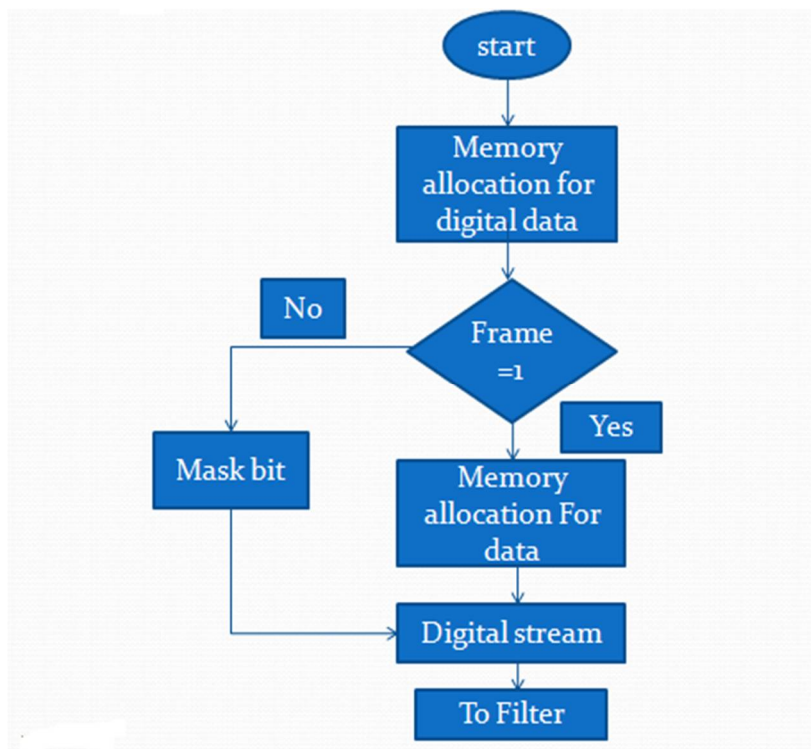 start
Memory
allocation for
digital data
No
Frame
=1
Yes
Mask bit
Memory
allocation For
data
Digital stream
To Filter